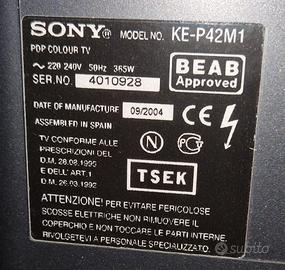 SONY® MODEL NO. KE-P42M1
PDP COLOUR TV
~ 220 240V 50Hz 365W
SER.NO. 4010928
BEAB
Approved
DATE OF MANUFACTURE 09/2004
ASSEMBLED IN SPAIN
CE
N
TV CONFORME ALLE
PRESCRIZIONI DEL
D.M. 28.08.1995
E DELL'ART.1
D.M. 26.03.1992
TSEK
ATTENZIONE! PER EVITARE PERICOLOSE
SCOSSE ELETTRICHE NON RIMUOVERE IL
COPERCHIO E NON TOCCARE LE PARTI INTERNE.
RIVOLGETEVI A PERSONALE SPECIALIZZATO.
subito